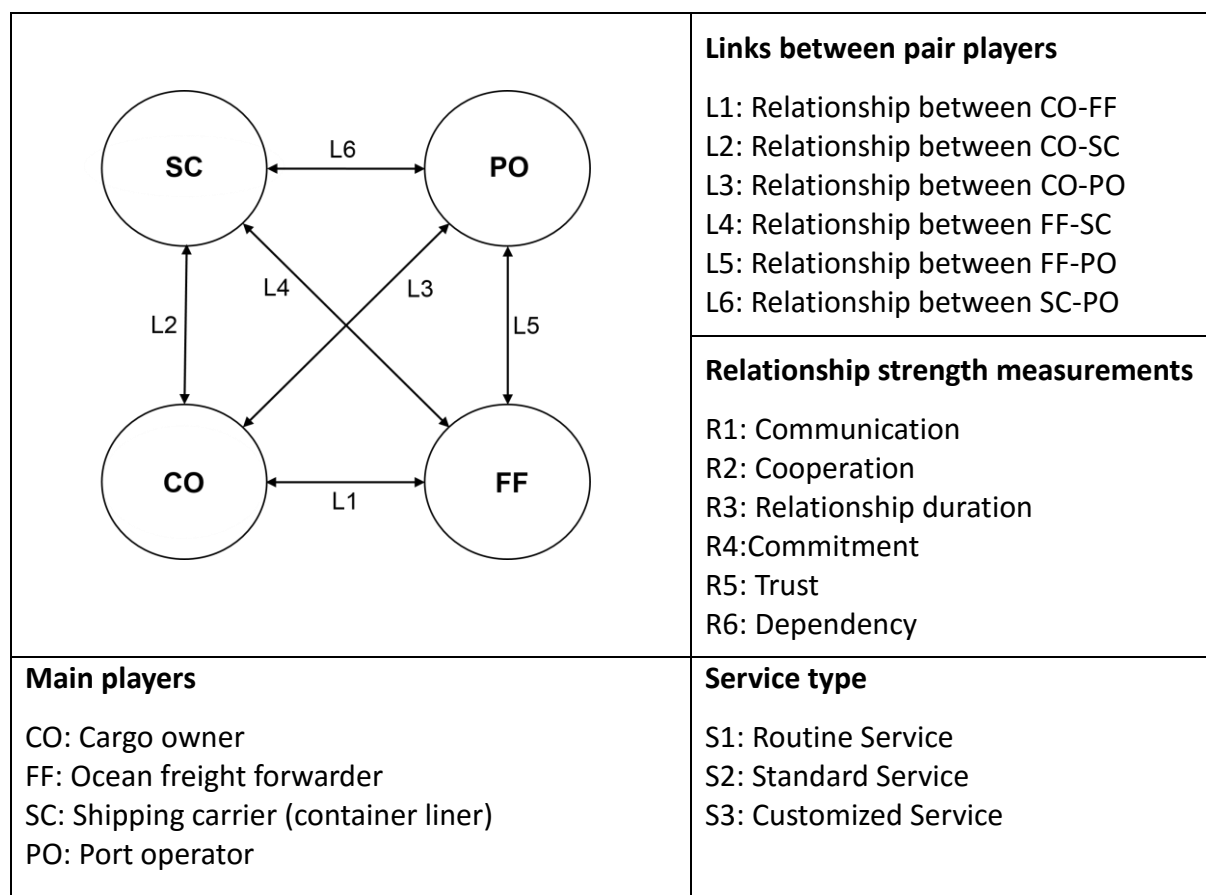 SC
L6
PO
L4
L3
L2
L5
CO
L1
FF
Links between pair players
L1: Relationship between CO-FF
L2: Relationship between CO-SC
L3: Relationship between CO-PO
L4: Relationship between FF-SC
L5: Relationship between FF-PO
L6: Relationship between SC-PO
Relationship strength measurements
R1: Communication
R2: Cooperation
R3: Relationship duration
R4:Commitment
R5: Trust
R6: Dependency
Main players
CO: Cargo owner
FF: Ocean freight forwarder
SC: Shipping carrier (container liner)
PO: Port operator
Service type
S1: Routine Service
S2: Standard Service
S3: Customized Service